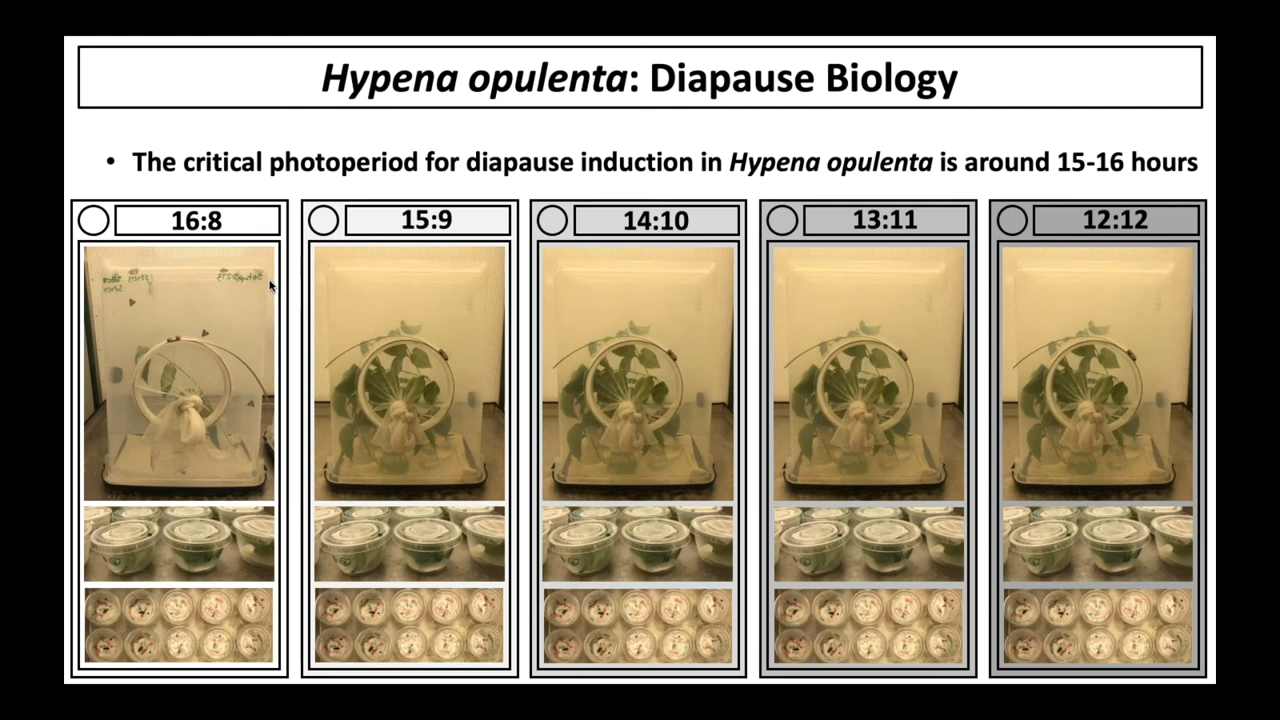 Hypena opulenta: Diapause Biology
• The critical photoperiod for diapause induction in Hypena opulenta is around 15-16 hours
16:8
15:9
14:10
13:11
12:12